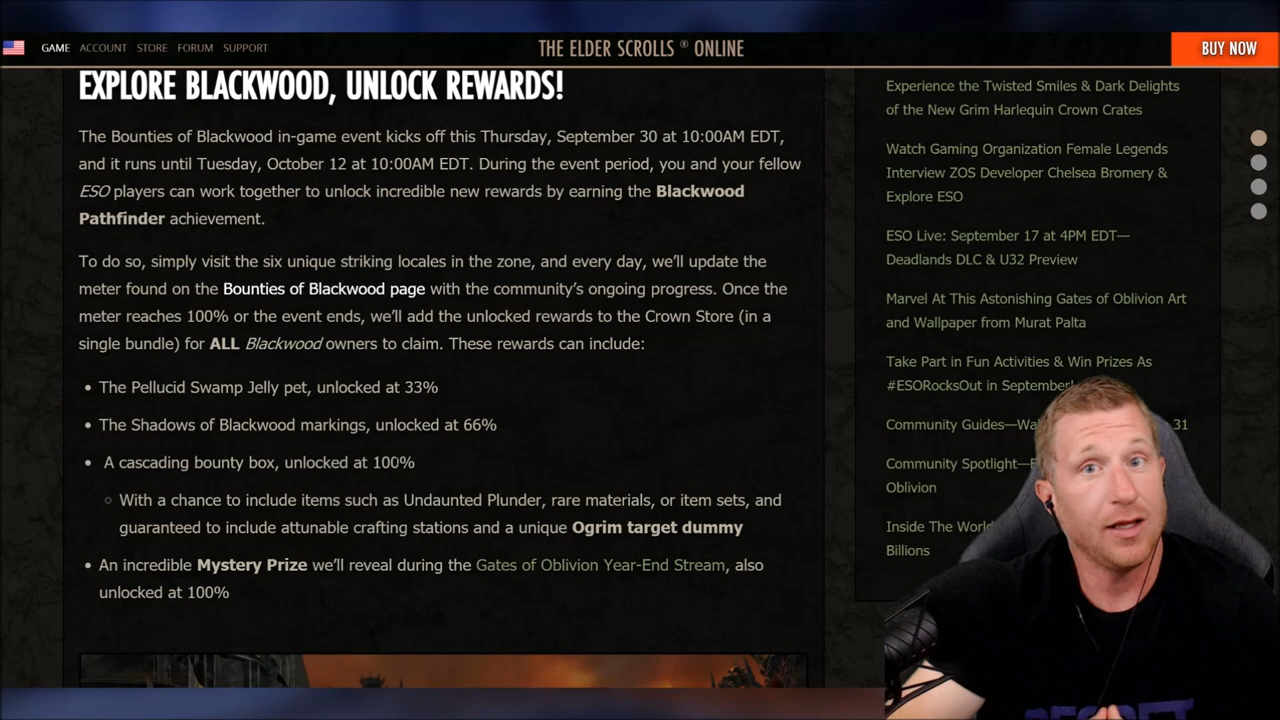 GAME ACCOUNT STORE FORUM SUPPORT
THE ELDER SCROLLS ® ONLINE
BUY NOW
EXPLORE BLACKWOOD, UNLOCK REWARDS!
The Bounties of Blackwood in-game event kicks off this Thursday, September 30 at 10:00AM EDT,
and it runs until Tuesday, October 12 at 10:00AM EDT. During the event period, you and your fellow
ESO players can work together to unlock incredible new rewards by earning the Blackwood
Pathfinder achievement.
To do so, simply visit the six unique striking locales in the zone, and every day, we'll update the
meter found on the Bounties of Blackwood page with the community's ongoing progress. Once the
meter reaches 100% or the event ends, we'll add the unlocked rewards to the Crown Store (in a
single bundle) for ALL Blackwood owners to claim. These rewards can include:
• The Pellucid Swamp Jelly pet, unlocked at 33%
• The Shadows of Blackwood markings, unlocked at 66%
• A cascading bounty box, unlocked at 100%
○ With a chance to include items such as Undaunted Plunder, rare materials, or item sets, and
guaranteed to include attunable crafting stations and a unique Ogrim target dummy
• An incredible Mystery Prize we'll reveal during the Gates of Oblivion Year-End Stream, also
unlocked at 100%
Experience the Twisted Smiles & Dark Delights
of the New Grim Harlequin Crown Crates
Watch Gaming Organization Female Legends
Interview ZOS Developer Chelsea Bromery &
Explore ESO
ESO Live: September 17 at 4PM EDT—
Deadlands DLC & U32 Preview
Marvel At This Astonishing Gates of Oblivion Art
and Wallpaper from Murat Palta
Take Part in Fun Activities & Win Prizes As
#ESORocksOut in September!
Community Guides— 31
Community Spotlight—
Oblivion
Inside The World
Billions